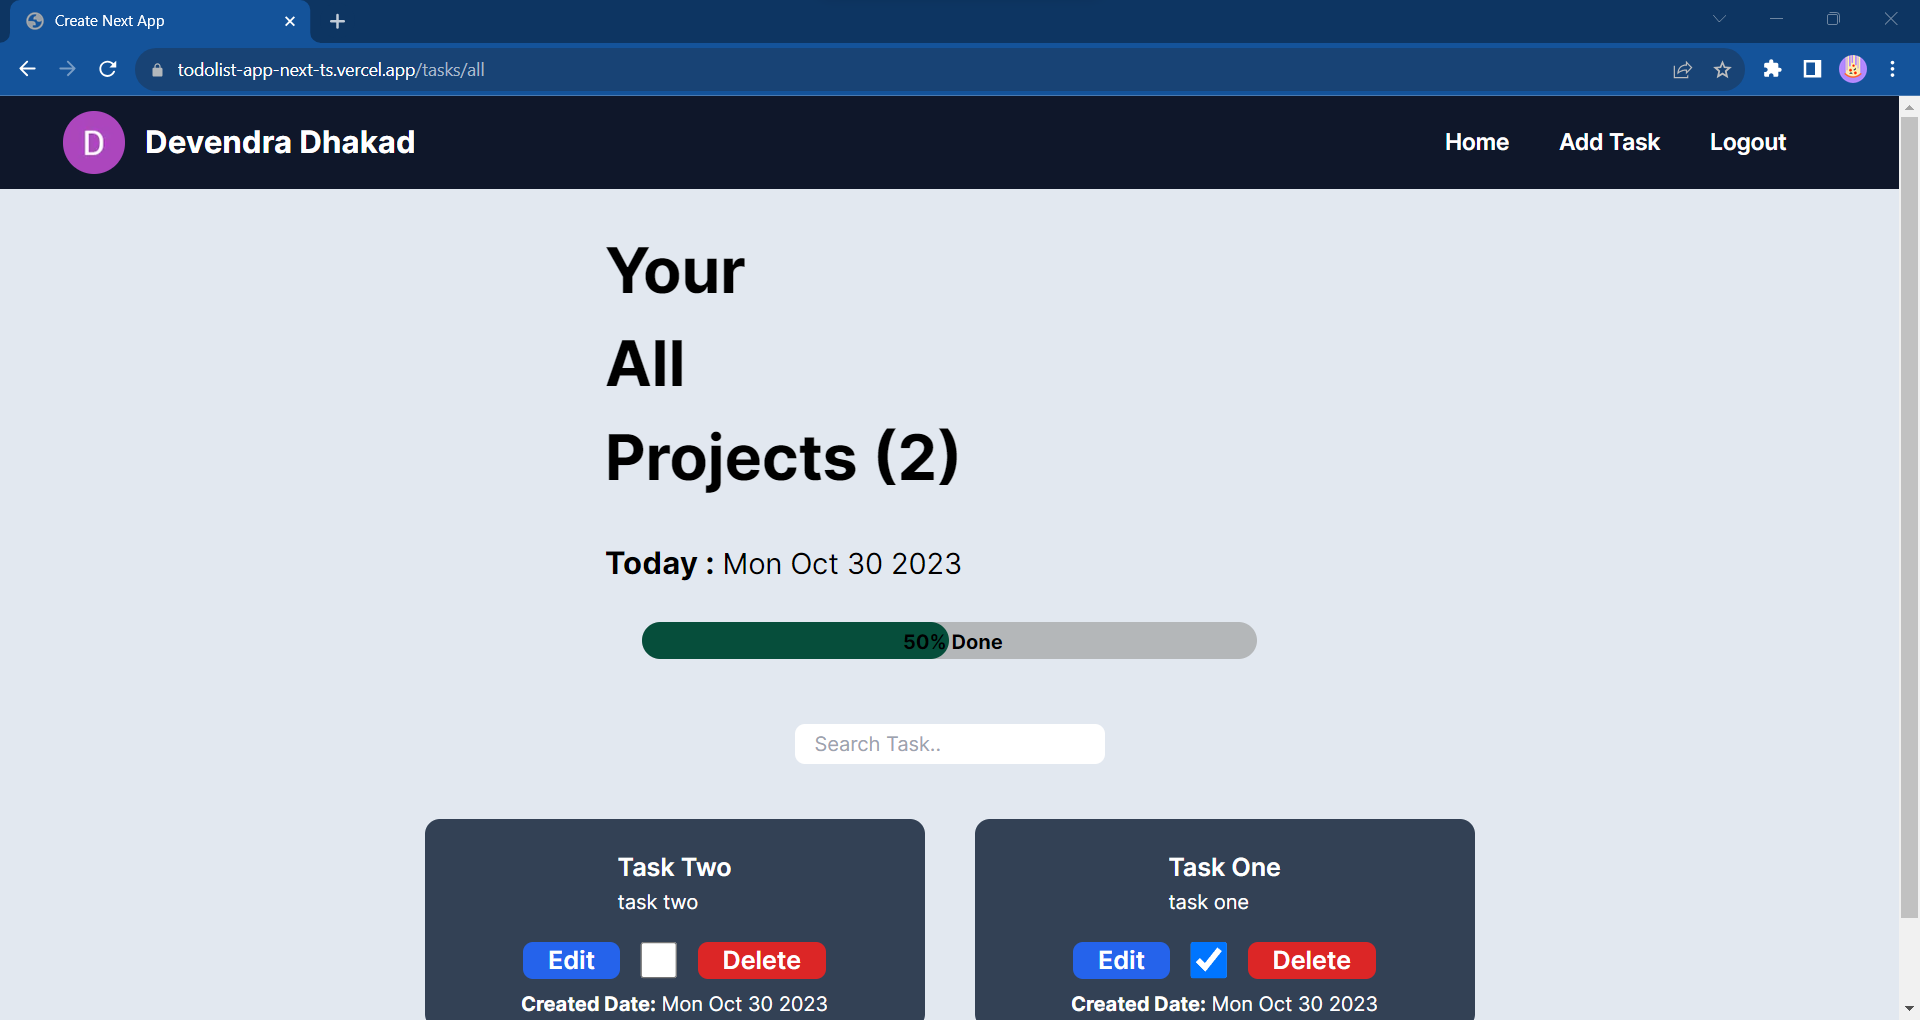 Create Next App
todolist-app-next-ts.vercel.app/tasks/all
D Devendra Dhakad Home Add Task Logout
Your
All
Projects (2)
Today : Mon Oct 30 2023
50% Done
Search Task..
Task Two
task two
Edit Delete
Created Date: Mon Oct 30 2023
Task One
task one
Edit Delete
Created Date: Mon Oct 30 2023